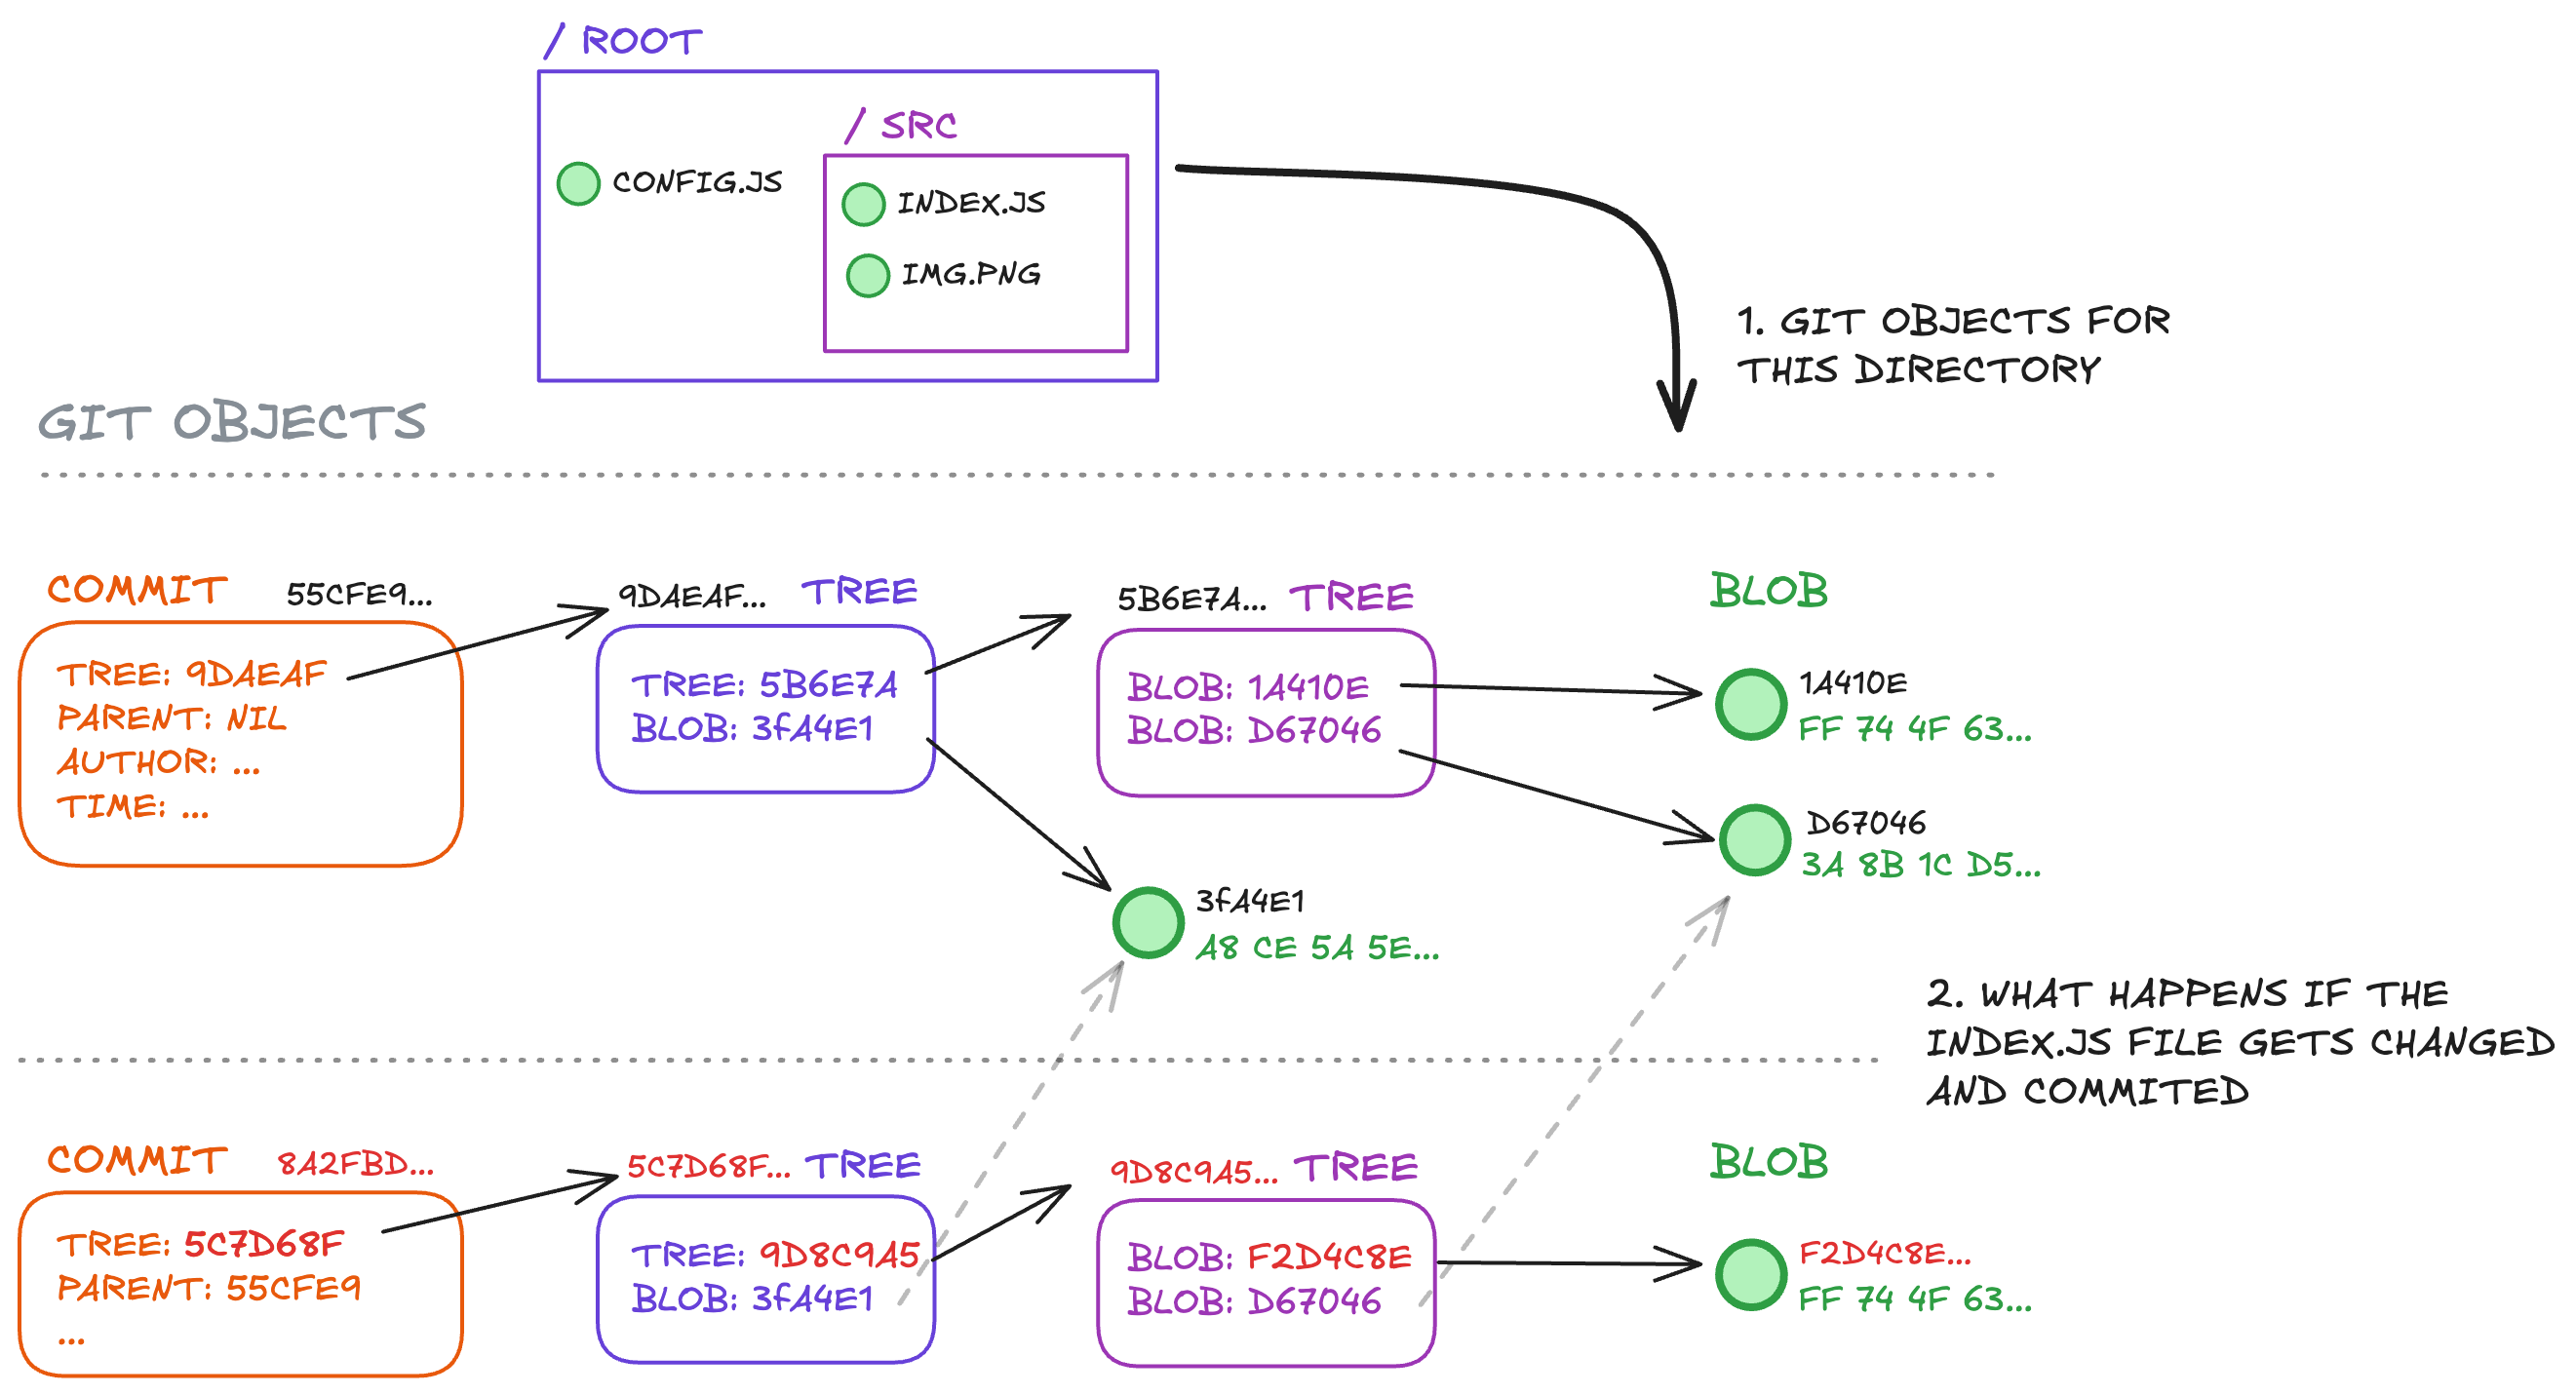 / ROOT
/ SRC
CONFIG.JS
INDEX.JS
IMG.PNG
1. GIT OBJECTS FOR
THIS DIRECTORY
GIT OBJECTS
COMMIT 55CFE9...
TREE: 9DAEAF
PARENT: NIL
AUTHOR: ...
TIME: ...
9DAEAF... TREE
TREE: 5B6E7A
BLOB: 3fA4E1
5B6E7A... TREE
BLOB: 1A410E
BLOB: D67046
BLOB
1A410E
FF 74 4F 63...
D67046
3A 8B 1C D5...
3fA4E1
A8 CE 5A 5E...
2. WHAT HAPPENS IF THE
INDEX.JS FILE GETS CHANGED
AND COMMITED
COMMIT 8A2FBD...
TREE: 5C7D68F
PARENT: 55CFE9
...
5C7D68F... TREE
TREE: 9D8C9A5
BLOB: 3fA4E1
9D8C9A5... TREE
BLOB: F2D4C8E
BLOB: D67046
BLOB
F2D4C8E...
FF 74 4F 63...